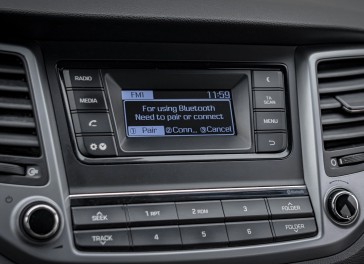 RADIO
MEDIA
FM1 11:59
For using Bluetooth
Need to pair or connect
① Pair ②Conn... ③Cancel
TA
SCAN
MENU
SEEK
TRACK
1 RPT
2 RDM
3
4
5
6
FOLDER
FOLDER